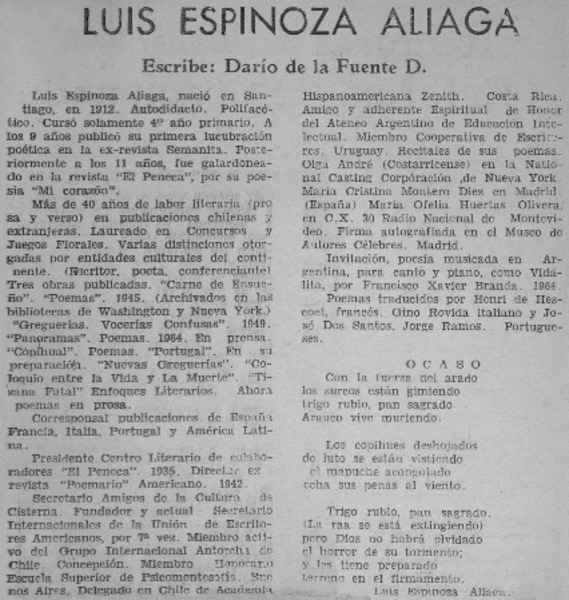 LUIS ESPINOZA ALIAGA
Escribe: Darío de la Fuente D.
Luis Espinoza Aliaga, nació en San-
tiago, en 1912. Autodidacto. Polifacé-
tico. Cursó solamente 4º año primario. A
los 9 años publicó su primera lucubración
poética en la ex-revista Semanita. Poste-
riormente a los 11 años, fue galardonea-
do en la revista "El Peneca", por su poe-
sía "Mi corazón".
Más de 40 años de labor literaria (pro
sa y verso) en publicaciones chilenas y
extranjeras. Laureado en Concursos y
Juegos Florales. Varias distinciones otor-
gadas por entidades culturales del conti-
nente. (Escritor, poeta, conferenciante)
Tres obras publicadas. "Carne de Ensue-
ño". "Poemas". 1945. (Archivados en las
bibliotecas de Washington y Nueva York.)
"Greguerías. Vocerías Confusas". 1949.
"Panoramas". Poemas. 1964. En prensa.
"Copihual". Poemas. "Portugal". En su
preparación. "Nuevas Greguerías". "Co-
loquio entre la Vida y La Muerte". "Ti-
zana Fatal" Enfoques Literarios. Ahora
poemas en prosa.
Corresponsal publicaciones de España
Francia, Italia, Portugal y América Lati-
na.
Presidente Centro Literario de colabo-
radores "El Peneca". 1935. Director ex-
revista "Poemario" Americano. 1942.
Secretario Amigos de la Cultura de
Cisterna. Fundador y actual Secretario
Internacionales de la Unión de Escrito-
res Americanos, por 7ª vez. Miembro acti-
vo del Grupo Internacional Antorcha de
Chile. Concepción. Miembro Honorario
Escuela Superior de Psicomentosofía. Bue-
nos Aires. Delegado en Chile de Academia
Hispanoamericana Zenith. Costa Rica.
Amigo y adherente Espiritual de Honor
del Ateneo Argentino de Educación Inte-
lectual. Miembro Cooperativa de Escrito-
res, Uruguay. Recitales de sus poemas.
Olga André (Costarricense) en la Natio-
nal Casting Corporación, de Nueva York.
María Cristina Montero Diez en Madrid.
(España) María Ofelia Huertas Olivera,
en C.X. 30 Radio Nacional de Montevi-
deo. Firma autografiada en el Museo de
Autores Célebres. Madrid.
Invitación, poesía musicada en Ar-
gentina, para canto y piano, como Vida-
lita, por Francisco Xavier Branda. 1964.
Poemas traducidos por Henri de Hes-
coet, francés. Gino Rovida Italiano y Jo-
sé Dos Santos, Jorge Ramos. Portugue-
ses.
OCASO
Con la fuerza del arado
los surcos están gimiendo
trigo rubio, pan sagrado
Arauco vive muriendo.
Los copihues deshojados
de luto se están vistiendo
el mapuche acongojado
echa sus penas al viento.
Trigo rubio, pan sagrado.
(La raa se está extingiendo)
pero Dios no habrá olvidado
el horror de su tormento;
y les tiene preparado
terreno en el firmamento.
Luis Espinoza Aliaga.